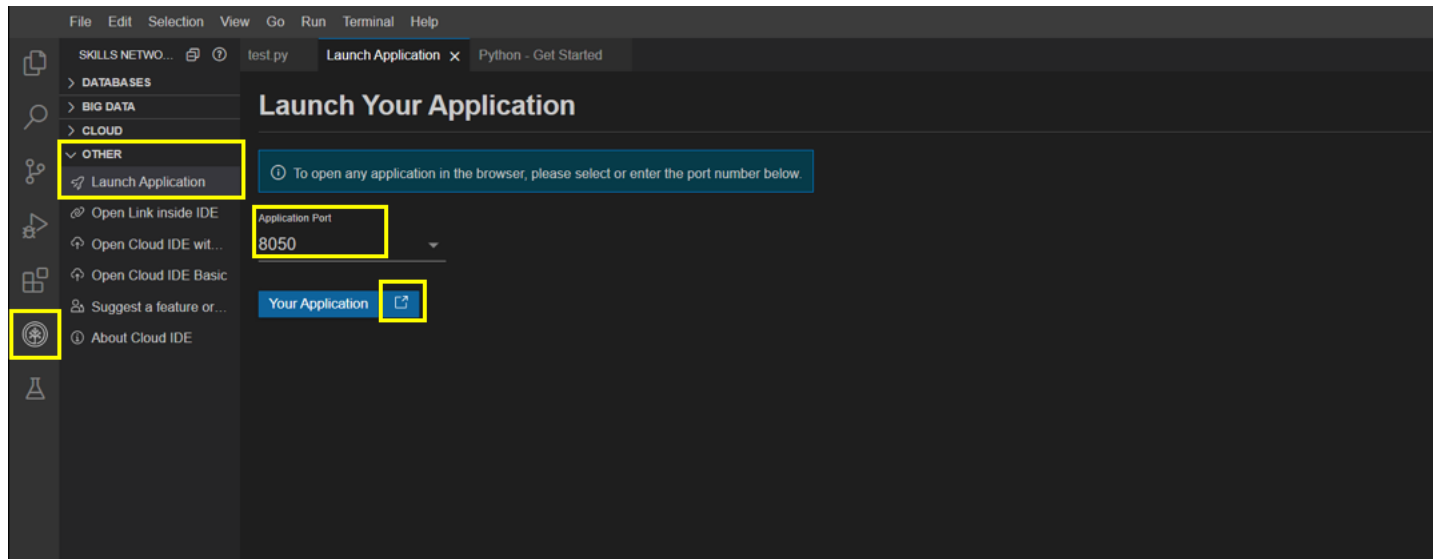 File Edit Selection View Go Run Terminal Help
SKILLS NETWO...
test.py Launch Application Python - Get Started
DATABASES
BIG DATA
CLOUD
OTHER
Launch Application
Open Link inside IDE
Open Cloud IDE wit...
Open Cloud IDE Basic
Suggest a feature or...
About Cloud IDE
Launch Your Application
To open any application in the browser, please select or enter the port number below.
Application Port
8050
Your Application